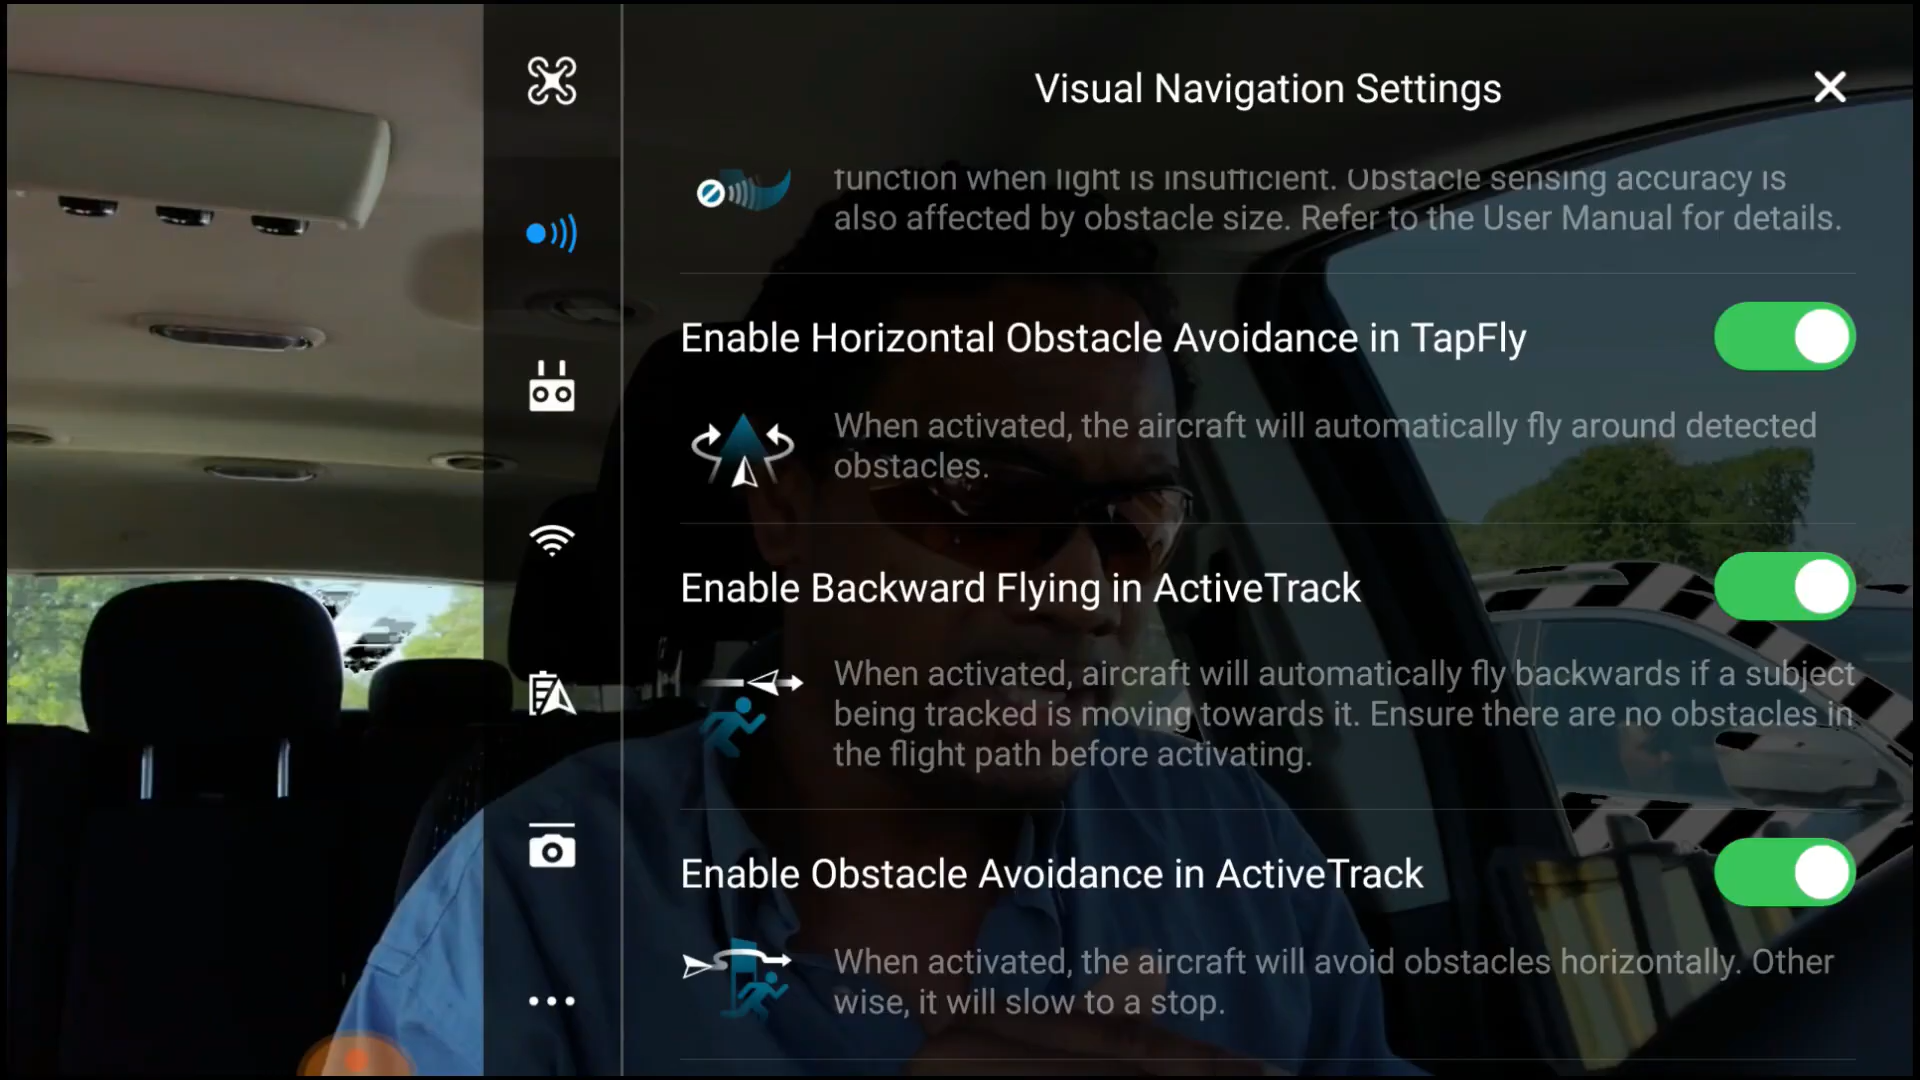 Visual Navigation Settings
function when light is insufficient. Obstacle sensing accuracy is
also affected by obstacle size. Refer to the User Manual for details.
Enable Horizontal Obstacle Avoidance in TapFly
When activated, the aircraft will automatically fly around detected
obstacles.
Enable Backward Flying in ActiveTrack
When activated, aircraft will automatically fly backwards if a subject
being tracked is moving towards it. Ensure there are no obstacles in
the flight path before activating.
Enable Obstacle Avoidance in ActiveTrack
When activated, the aircraft will avoid obstacles horizontally. Other
wise, it will slow to a stop.